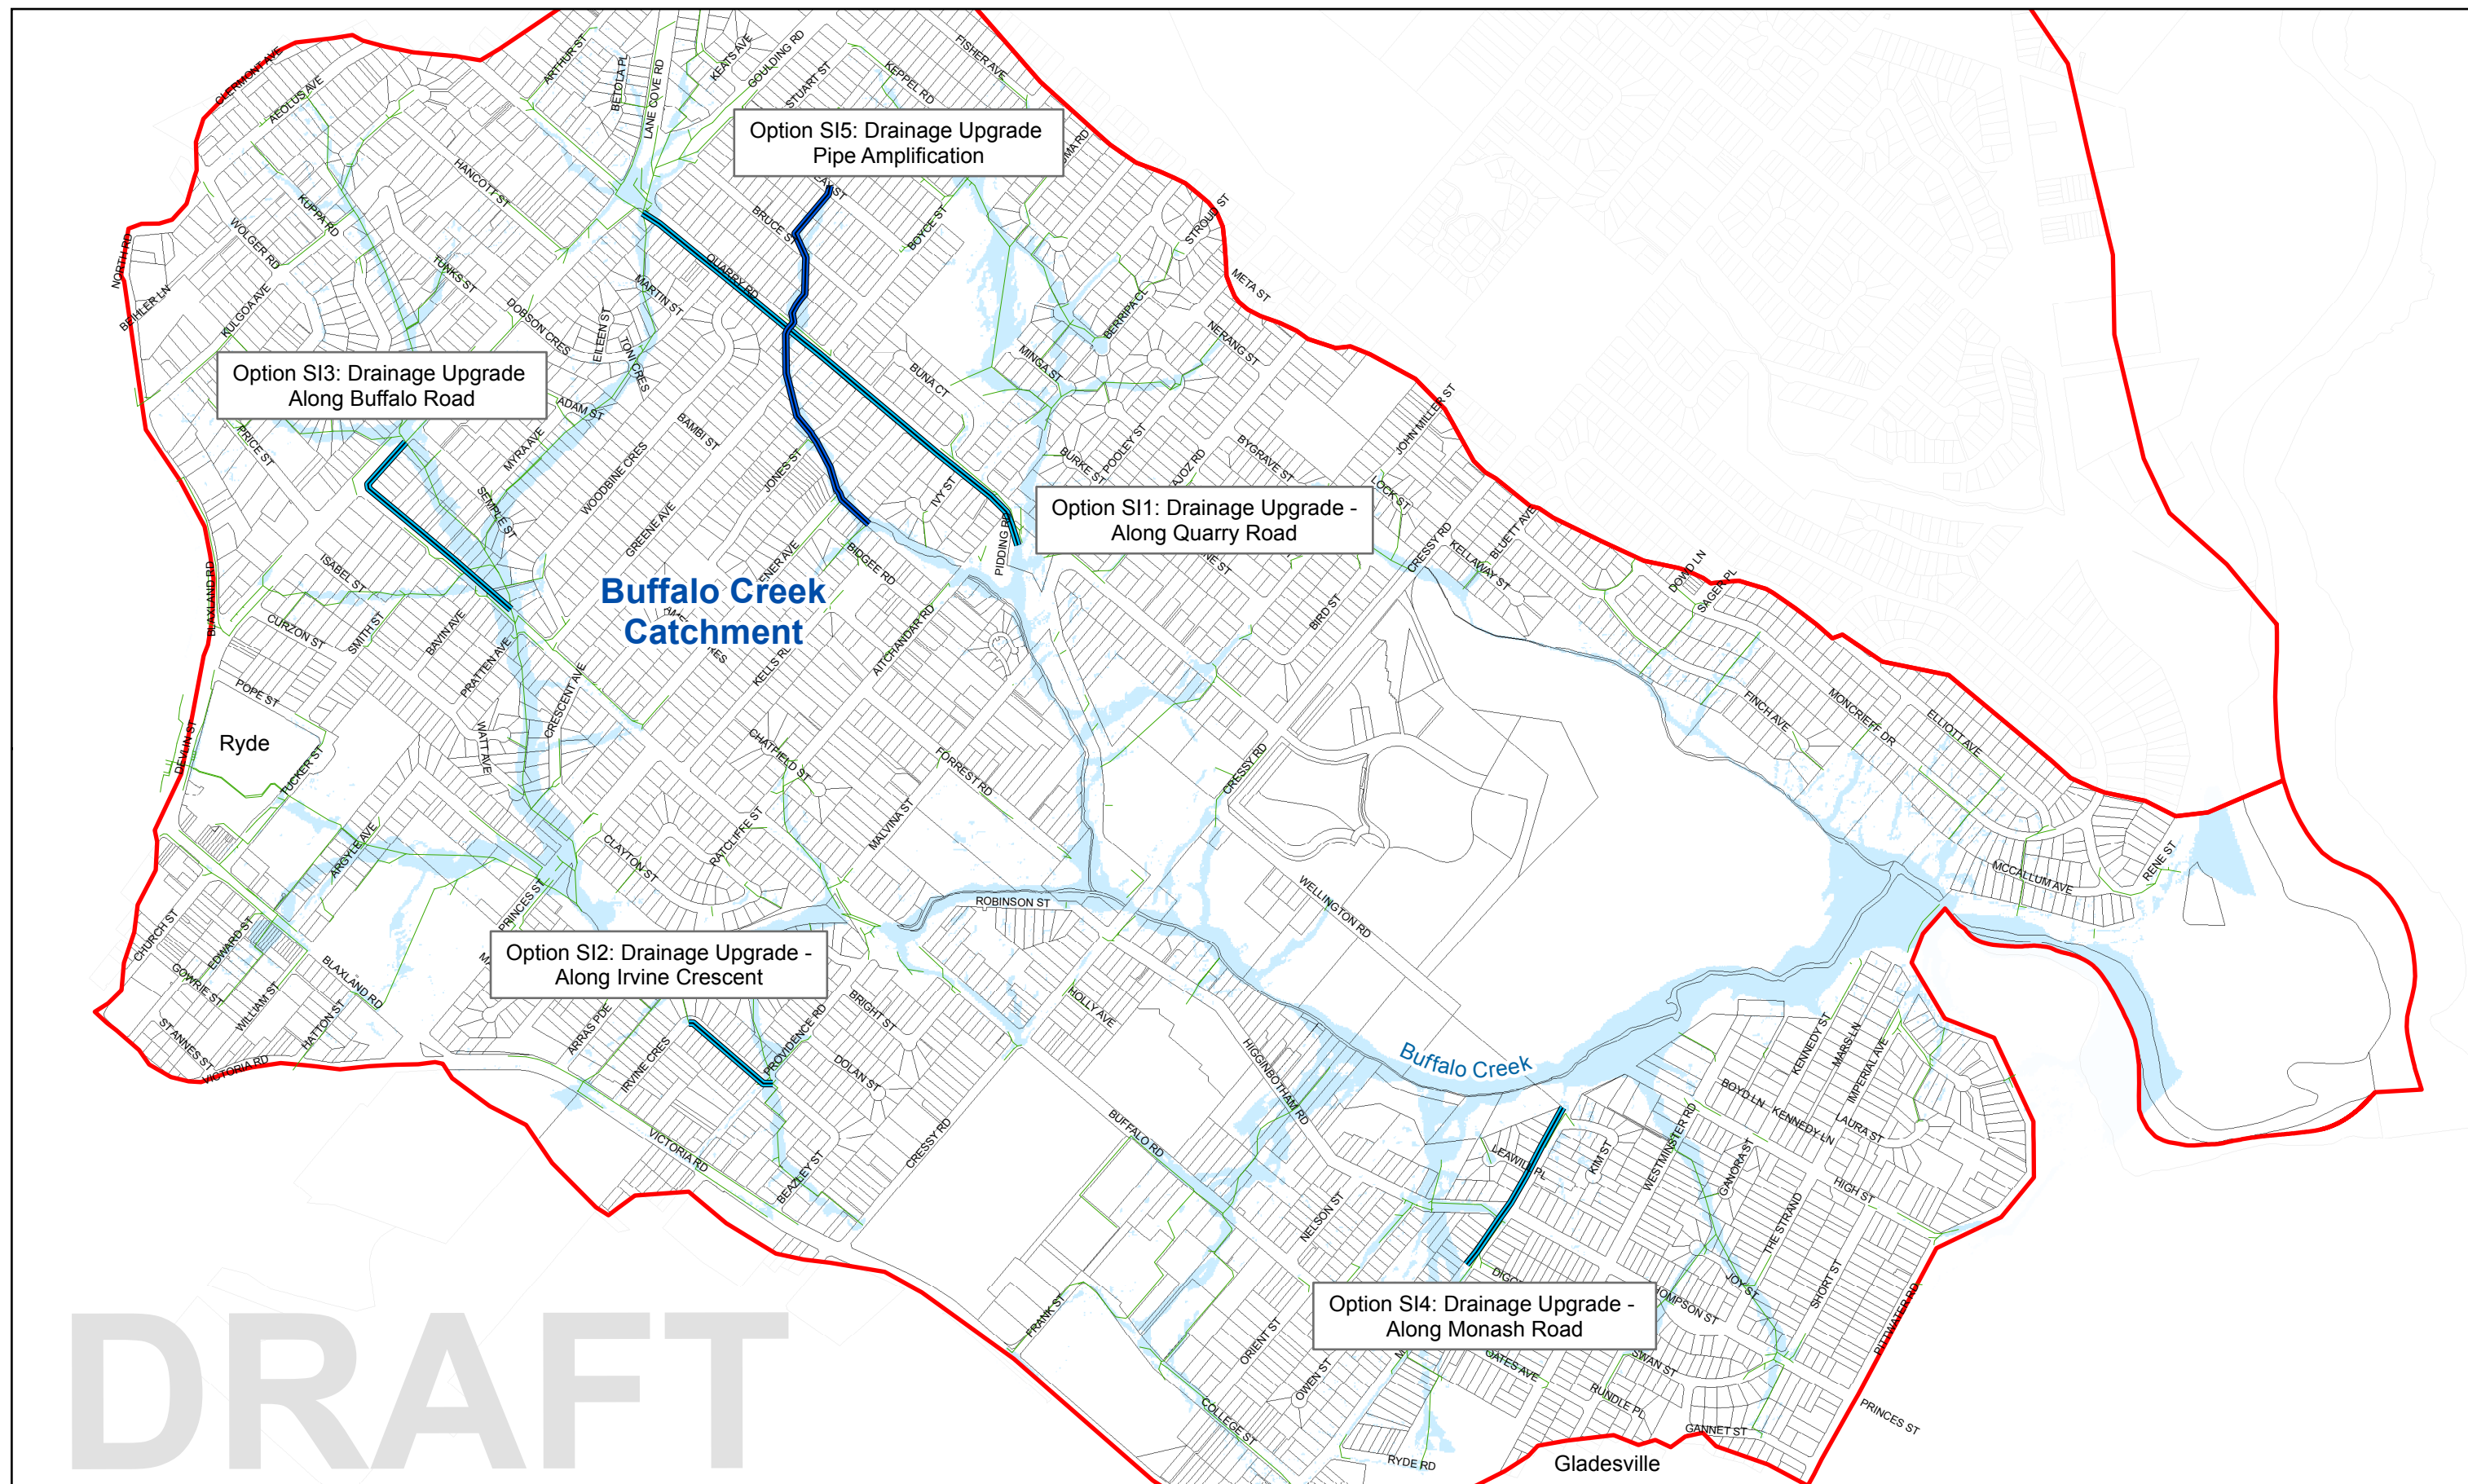 CLERMONT AVE
AEOLUS AVE
ARTHUR ST
BETOLA PL
LANE COVE RD
KEATS AVE
GOULDING RD
STUART ST
KEPPEL RD
FISHER AVE
Option SI5: Drainage Upgrade
Pipe Amplification
HANCOTT ST
KUPPA RD
WOLGER RD
NORTH RD
BEIHLER LN
KULGOA AVE
TUNKS ST
DOBSON CRES
EILEEN ST
TONI CRES
MARTIN ST
QUARRY RD
BRUCE ST
BOYCE ST
STROUD ST
META ST
BERRIPA CL
NERANG ST
MINGA ST
BUNA CT
Option SI3: Drainage Upgrade
Along Buffalo Road
ADAM ST
MYRA AVE
PRICE ST
SEMPLE ST
WOODBINE CRES
BAMBI ST
GREENE AVE
JONES ST
IVY ST
PIDDING RD
BURKE ST
POOLEY ST
BYGRAVE ST
JOHN MILLER ST
LOCK ST
Option SI1: Drainage Upgrade -
Along Quarry Road
CRESSY RD
KELLAWAY ST
BLUETT AVE
DOWD LN
SAGER PL
BLAXLAND RD
ISABEL ST
CURZON ST
SMITH ST
BAVIN AVE
PRATTEN AVE
Buffalo Creek
Catchment
BIDGEE RD
AITCHANDAR RD
BIRD ST
POPE ST
Ryde
DEVLIN ST
TUCKER ST
WATT AVE
CRESCENT AVE
CHATFIELD ST
FORREST RD
CRESSY RD
FINCH AVE
MONCRIEFF DR
ELLIOTT AVE
ARGYLE AVE
CLAYTON ST
RATCLIFFE ST
MALVINA ST
MCCALLUM AVE
RENE ST
CHURCH ST
EDWARD ST
GOWRIE ST
WILLIAM ST
HATTON ST
BLAXLAND RD
PRINCES ST
ROBINSON ST
WELLINGTON RD
Option SI2: Drainage Upgrade -
Along Irvine Crescent
ST ANNES ST
VICTORIA RD
ARRAS PDE
IRVINE CRES
PROVIDENCE RD
BRIGHT ST
DOLAN ST
HOLLY AVE
HIGGINBOTHAM RD
Buffalo Creek
KENNEDY ST
MARS LN
IMPERIAL AVE
BOYD LN
KENNEDY LN
LAURA ST
VICTORIA RD
BEAZLEY ST
CRESSY RD
BUFFALO RD
LEAWILL PL
KIM ST
WESTMINSTER RD
GANORA ST
HIGH ST
NELSON ST
THE STRAND
JOY ST
SHORT ST
PITTWATER RD
Option SI4: Drainage Upgrade -
Along Monash Road
FRANK ST
ORIENT ST
OWEN ST
COLLEGE ST
OATES AVE
SWAN ST
RUNDLE PL
GANNET ST
PRINCES ST
RYDE RD
Gladesville
DRAFT